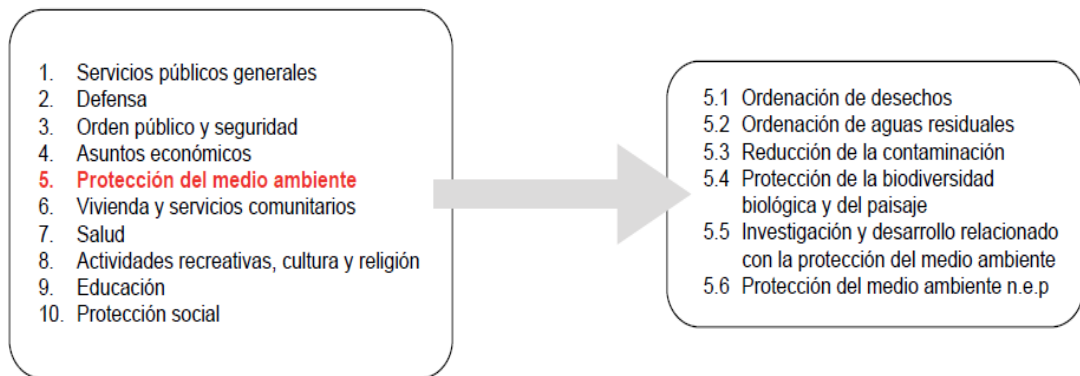 1. Servicios públicos generales
2. Defensa
3. Orden público y seguridad
4. Asuntos económicos
5. Protección del medio ambiente
6. Vivienda y servicios comunitarios
7. Salud
8. Actividades recreativas, cultura y religión
9. Educación
10. Protección social
5.1 Ordenación de desechos
5.2 Ordenación de aguas residuales
5.3 Reducción de la contaminación
5.4 Protección de la biodiversidad
biológica y del paisaje
5.5 Investigación y desarrollo relacionado
con la protección del medio ambiente
5.6 Protección del medio ambiente n.e.p